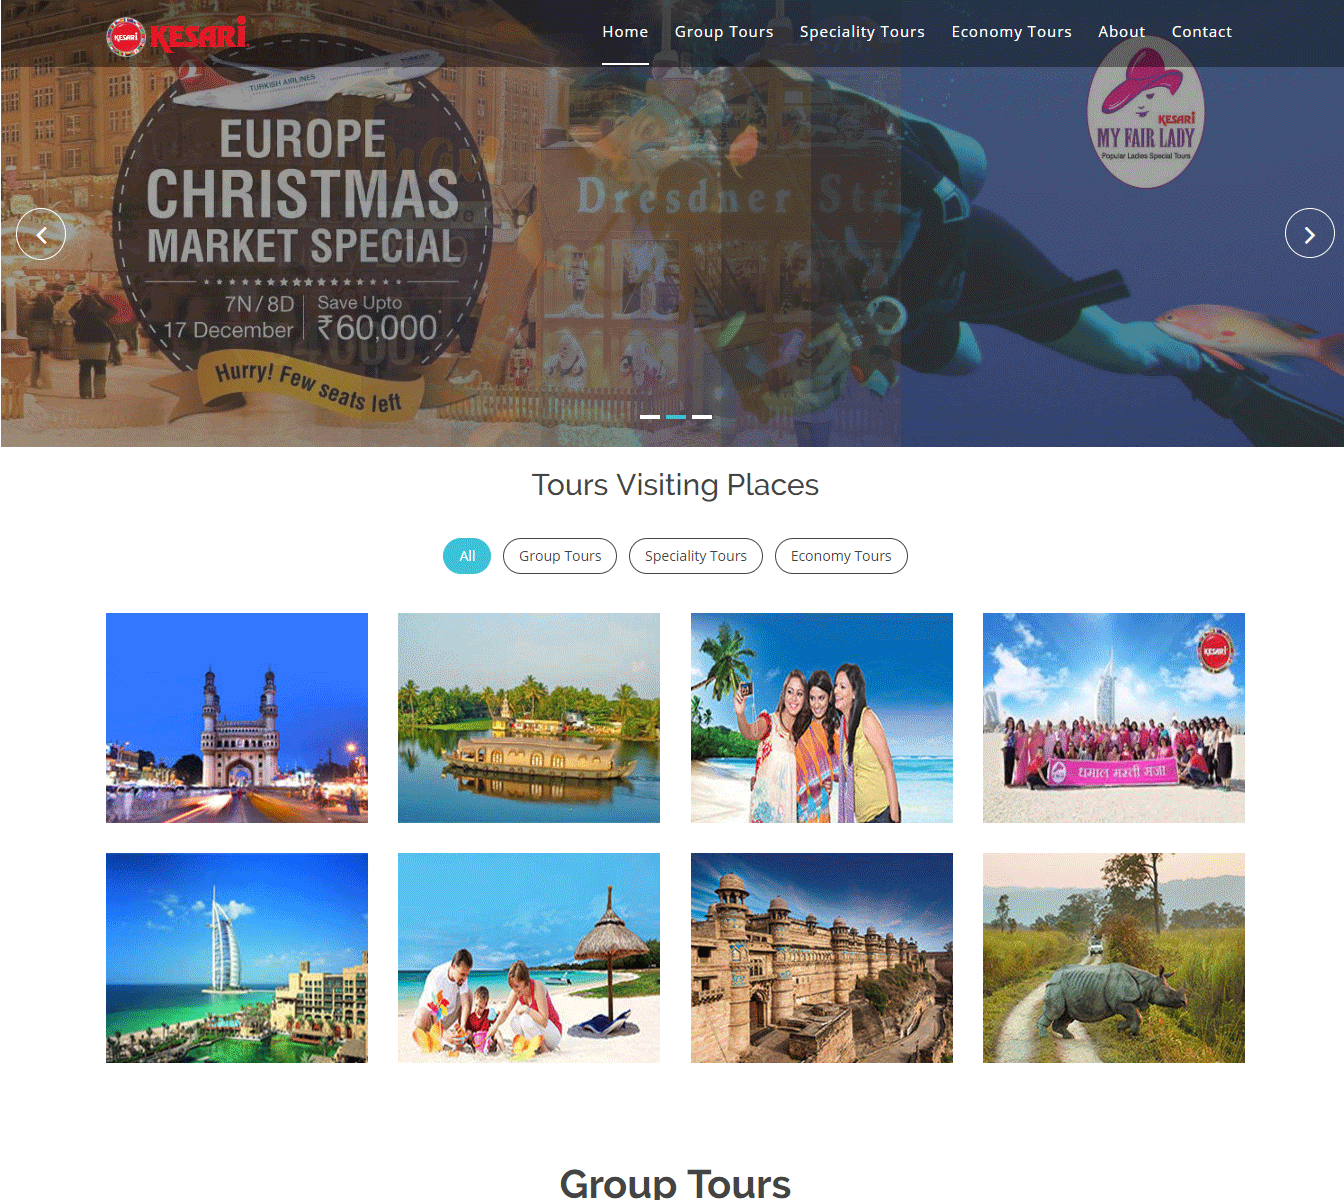 KESARI KESARI
Home Group Tours Speciality Tours Economy Tours About Contact
TURKISH AIRLINES
EUROPE
CHRISTMAS
MARKET SPECIAL
7N / 8D
17 December
Save Upto
₹60,000
Hurry! Few seats left
Dresdner St
KESARI
MY FAIR LADY
Popular Ladies Special Tours
Tours Visiting Places
All Group Tours Speciality Tours Economy Tours
KESARI
धमाल मस्ती मजा
Group Tours